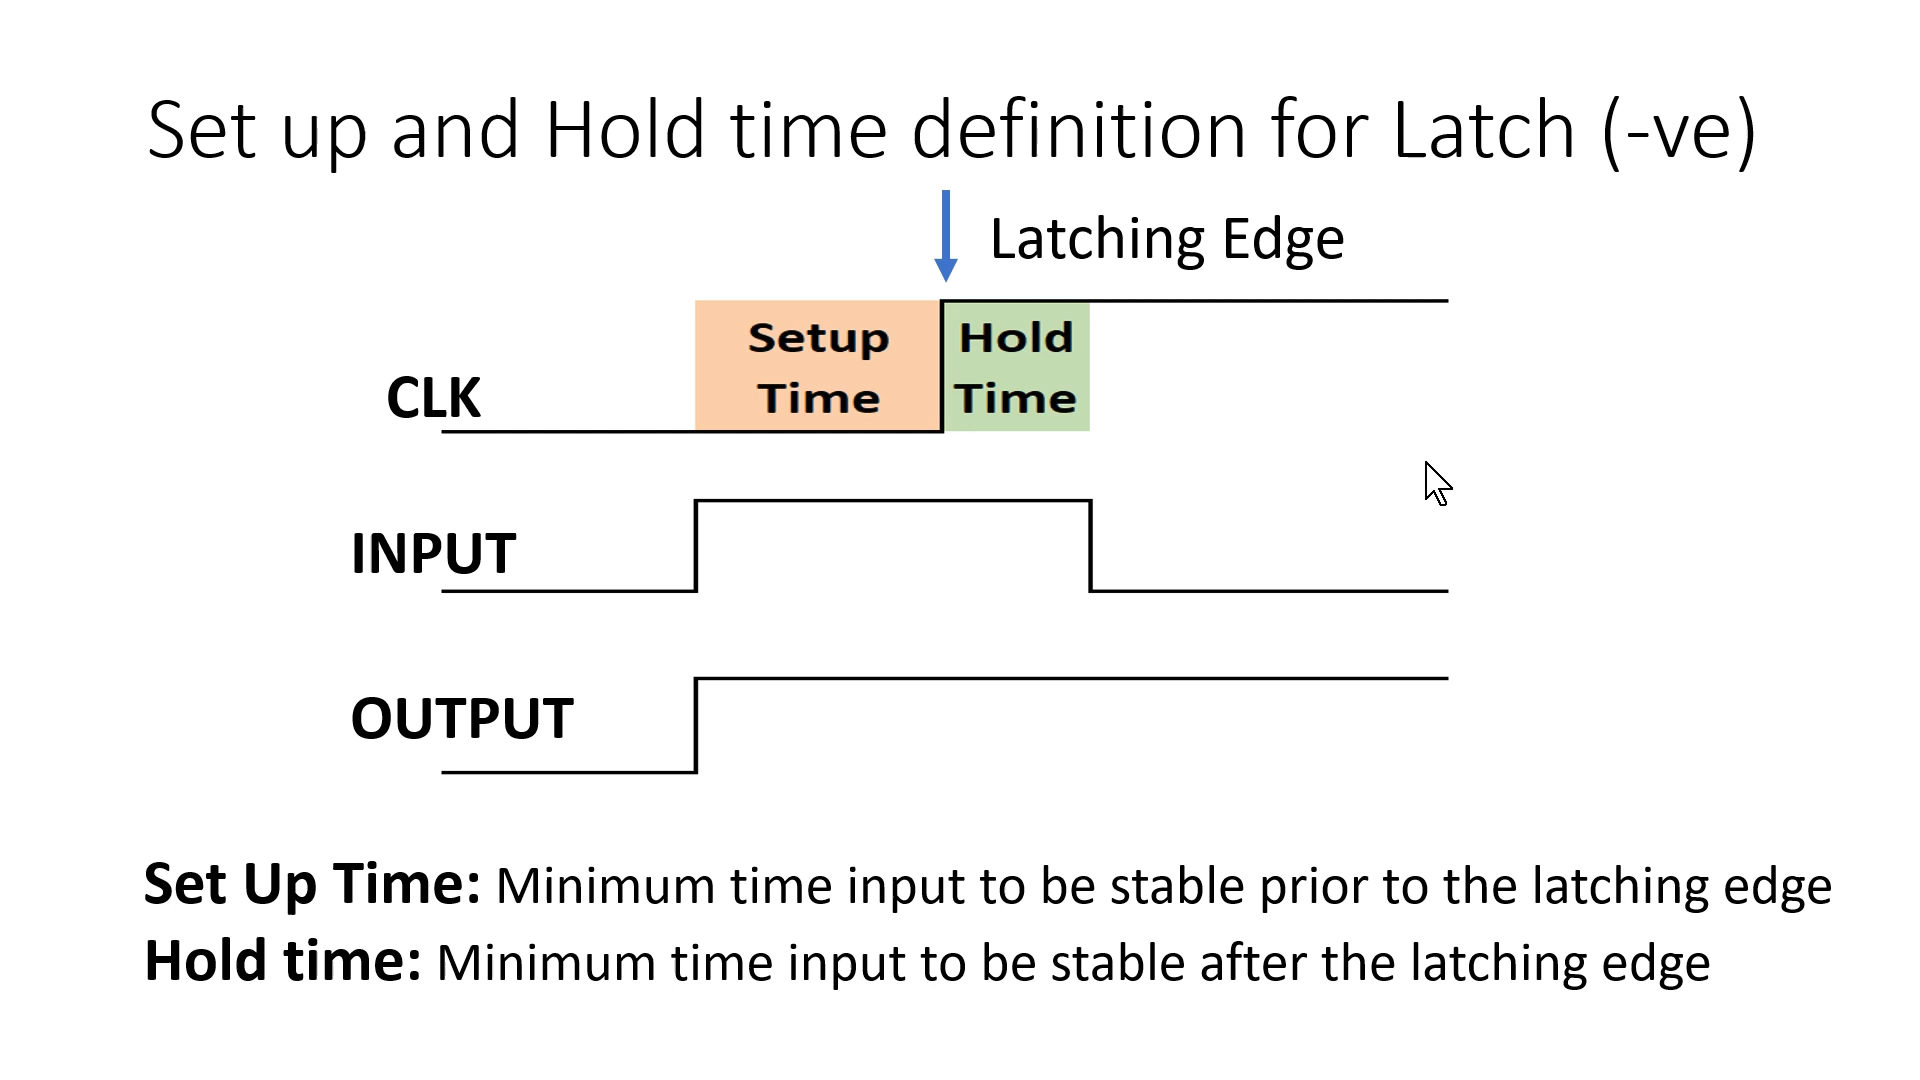 Set up and Hold time definition for Latch (-ve)
Latching Edge
Setup Hold
Time Time
CLK
INPUT
OUTPUT
Set Up Time: Minimum time input to be stable prior to the latching edge
Hold time: Minimum time input to be stable after the latching edge